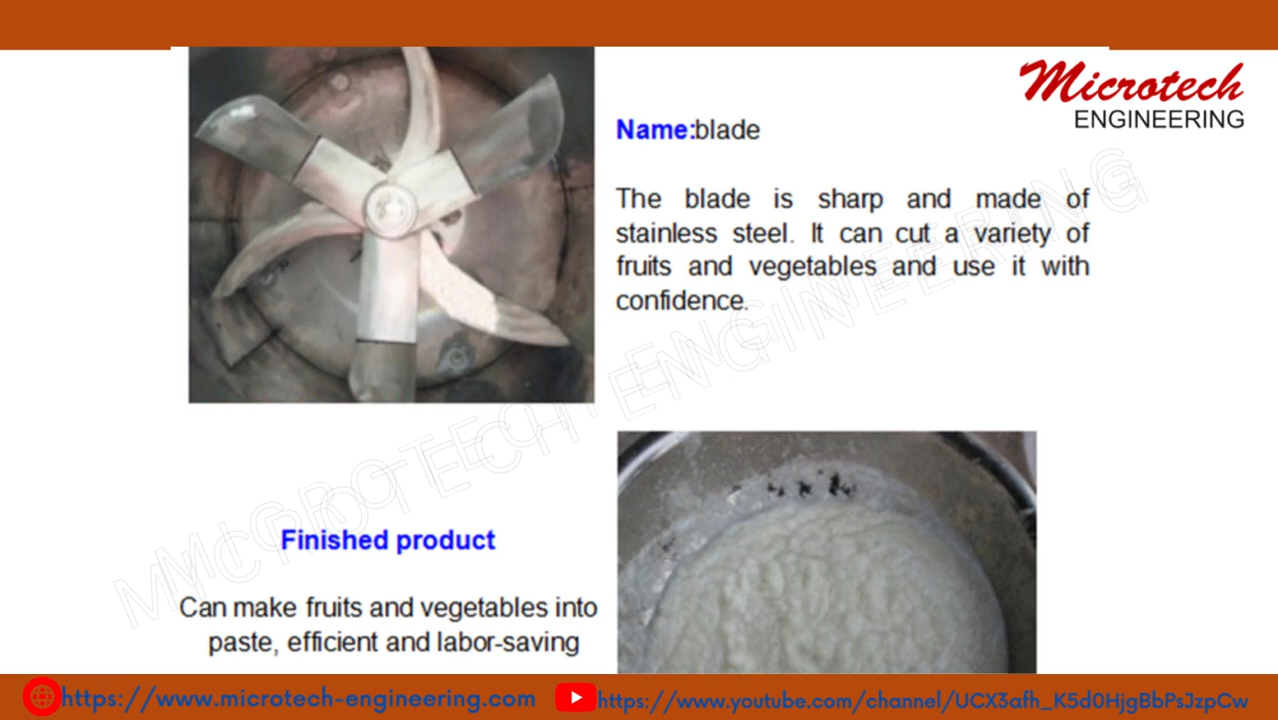 Microtech
ENGINEERING
Name:blade
The blade is sharp and made of
stainless steel. It can cut a variety of
fruits and vegetables and use it with
confidence.
MICROTECH ENGINEERING
Finished product
Can make fruits and vegetables into
paste, efficient and labor-saving
https://www.microtech-engineering.com
https://www.youtube.com/channel/UCX3afh_K5d0HjgBbPsJzpCw